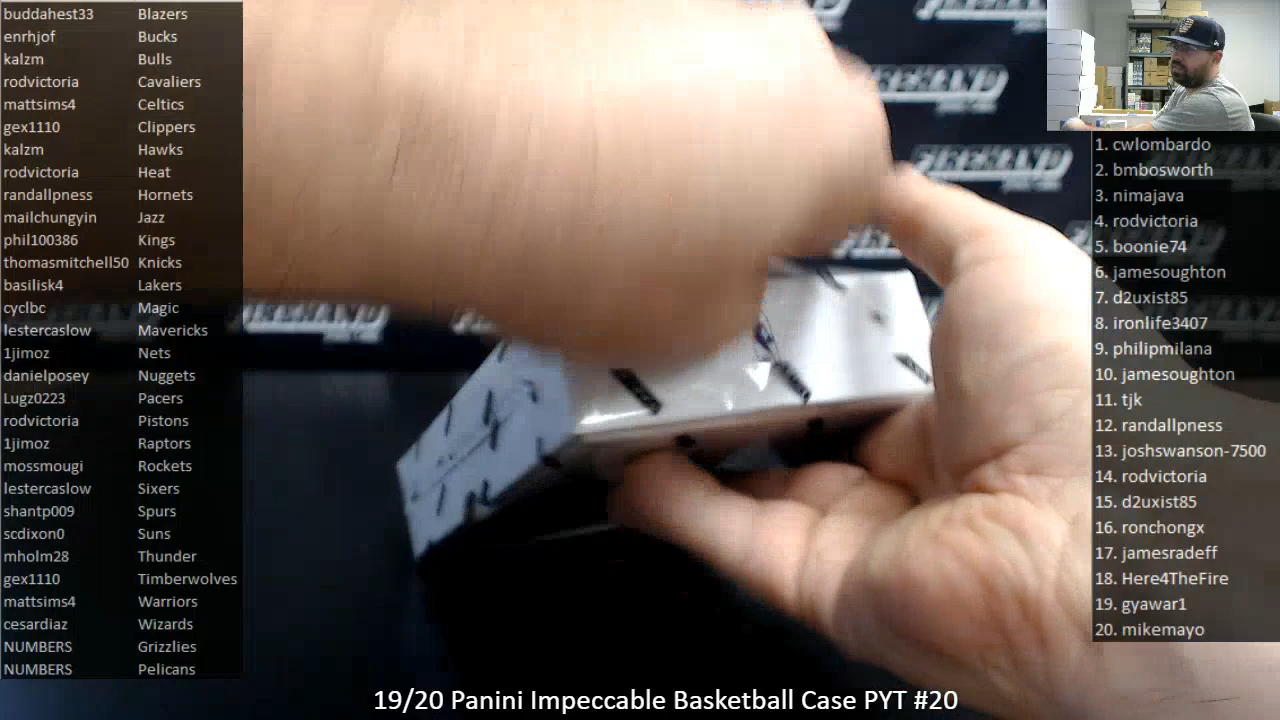 buddahest33 Blazers
enrhjof Bucks
kalzm Bulls
rodvictoria Cavaliers
mattsims4 Celtics
gex1110 Clippers
kalzm Hawks
rodvictoria Heat
randallpness Hornets
mailchungyin Jazz
phil100386 Kings
thomasmitchell50 Knicks
basilisk4 Lakers
cyclbc Magic
lestercaslow Mavericks
1jimoz Nets
danielposey Nuggets
Lugz0223 Pacers
rodvictoria Pistons
1jimoz Raptors
mossmougi Rockets
lestercaslow Sixers
shantp009 Spurs
scdixon0 Suns
mholm28 Thunder
gex1110 Timberwolves
mattsims4 Warriors
cesardiaz Wizards
NUMBERS Grizzlies
NUMBERS Pelicans
1. cwlombardo
2. bmbosworth
3. nimajava
4. rodvictoria
5. boonie74
6. jamesoughton
7. d2uxist85
8. ironlife3407
9. philipmilana
10. jamesoughton
11. tjk
12. randallpness
13. joshswanson-7500
14. rodvictoria
15. d2uxist85
16. ronchongx
17. jamesradeff
18. Here4TheFire
19. gyawar1
20. mikemayo
19/20 Panini Impeccable Basketball Case PYT #20